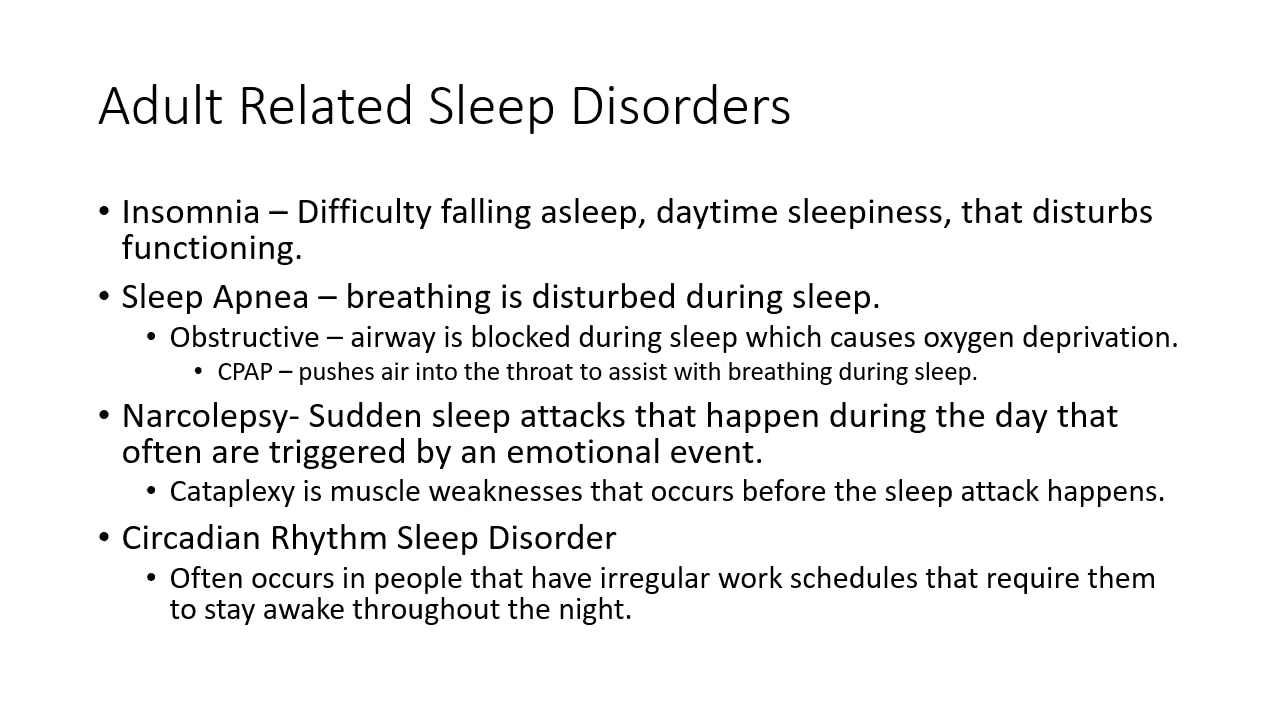 Adult Related Sleep Disorders
• Insomnia – Difficulty falling asleep, daytime sleepiness, that disturbs
functioning.
• Sleep Apnea – breathing is disturbed during sleep.
• Obstructive – airway is blocked during sleep which causes oxygen deprivation.
• CPAP – pushes air into the throat to assist with breathing during sleep.
• Narcolepsy- Sudden sleep attacks that happen during the day that
often are triggered by an emotional event.
• Cataplexy is muscle weaknesses that occurs before the sleep attack happens.
• Circadian Rhythm Sleep Disorder
• Often occurs in people that have irregular work schedules that require them
to stay awake throughout the night.